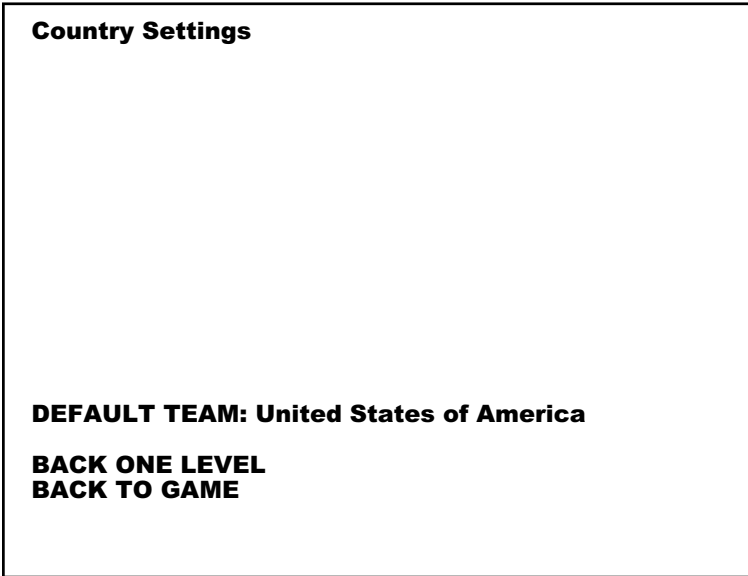 Country Settings
DEFAULT TEAM: United States of America
BACK ONE LEVEL
BACK TO GAME